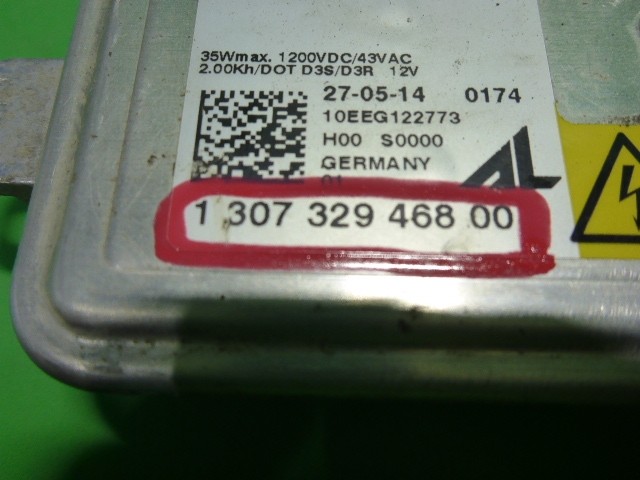 35Wmax. 1200VDC/43VAC
2.00Kh/DOT D3S/D3R 12V
27-05-14 0174
10EEG122773
H00 S0000
GERMANY
01
AL
1 307 329 468 00